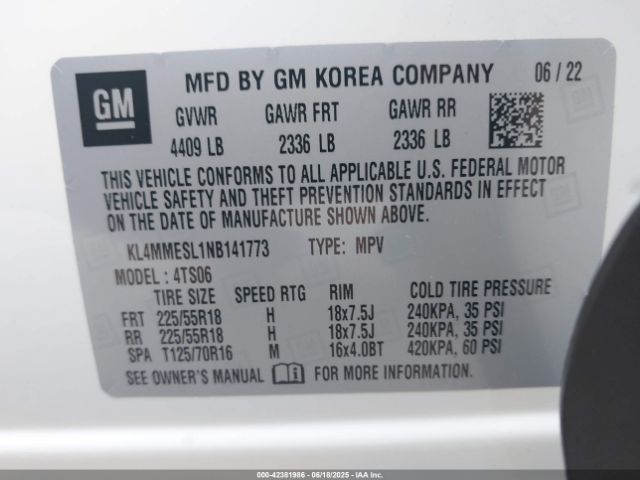 GM
MFD BY GM KOREA COMPANY 06 / 22
GVWR GAWR FRT GAWR RR
4409 LB 2336 LB 2336 LB
THIS VEHICLE CONFORMS TO ALL APPLICABLE U.S. FEDERAL MOTOR
VEHICLE SAFETY AND THEFT PREVENTION STANDARDS IN EFFECT
ON THE DATE OF MANUFACTURE SHOWN ABOVE.
KL4MMESL1NB141773 TYPE: MPV
MODEL : 4TS06
TIRE SIZE SPEED RTG RIM COLD TIRE PRESSURE
FRT 225/55R18 H 18x7.5J 240KPA, 35 PSI
RR 225/55R18 H 18x7.5J 240KPA, 35 PSI
SPA T125/70R16 M 16x4.0BT 420KPA, 60 PSI
SEE OWNER'S MANUAL i FOR MORE INFORMATION.
000-42381986 - 06/18/2025 - IAA Inc.